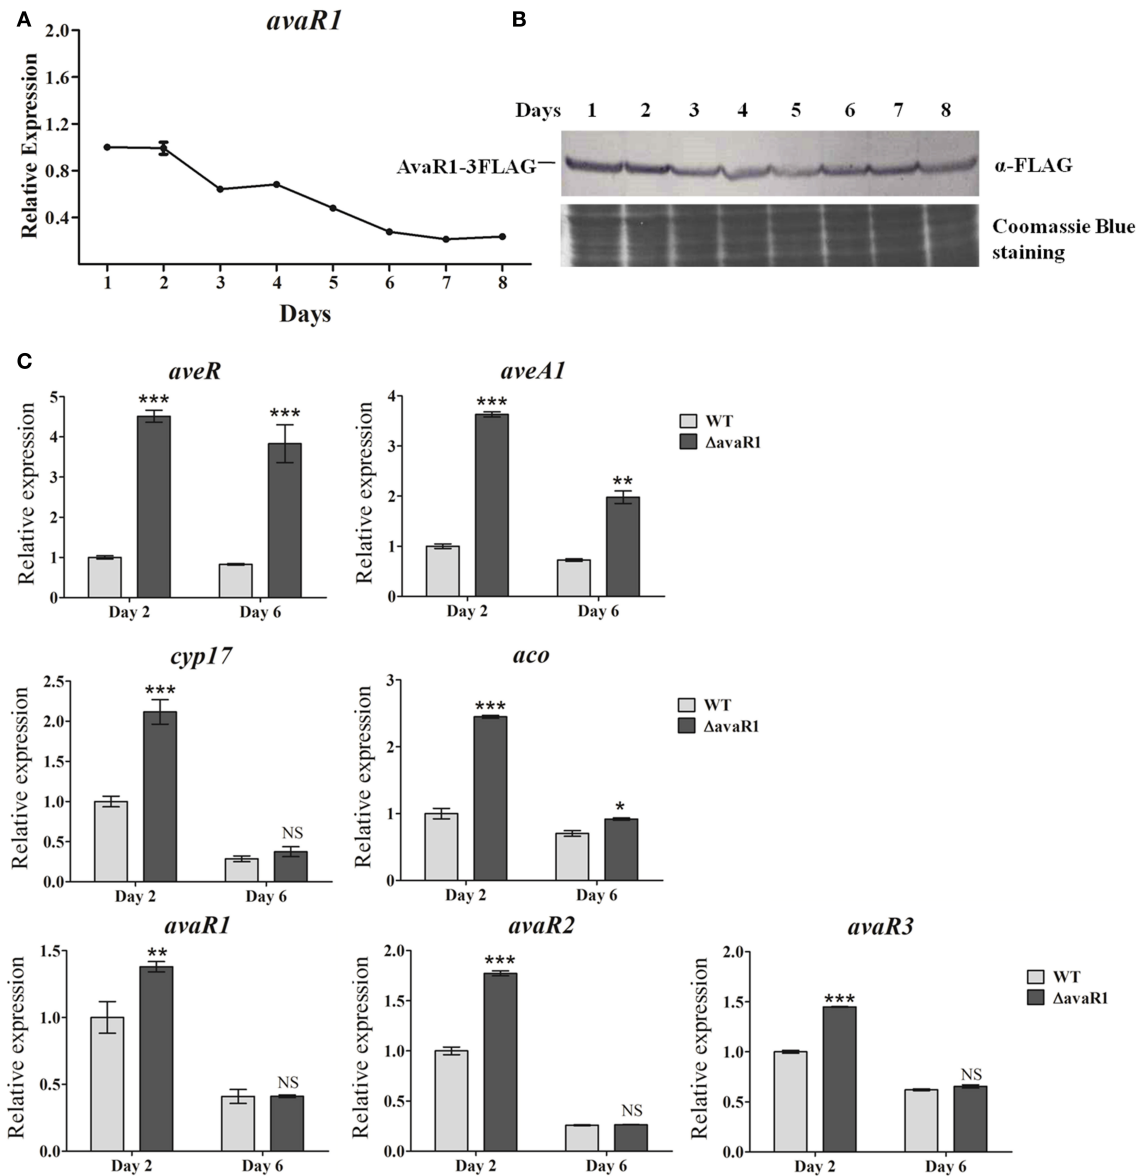 A
avaR1
2.0
1.6
1.2
0.8
0.4
Relative Expression
1 2 3 4 5 6 7 8
Days
B
Days 1 2 3 4 5 6 7 8
AvaR1-3FLAG
α-FLAG
Coomassie Blue
staining
C
aveR
5
4
3
2
1
0
Relative expression
***
***
Day 2 Day 6
aveA1
4
3
2
1
0
Relative expression
***
**
Day 2 Day 6
WT
ΔavaR1
cyp17
2.5
2.0
1.5
1.0
0.5
0.0
Relative expression
***
NS
Day 2 Day 6
aco
3
2
1
0
Relative expression
***
*
Day 2 Day 6
WT
ΔavaR1
avaR1
1.5
1.0
0.5
0.0
Relative expression
**
NS
Day 2 Day 6
avaR2
2.0
1.5
1.0
0.5
0.0
Relative expression
***
NS
Day 2 Day 6
avaR3
2.0
1.5
1.0
0.5
0.0
Relative expression
***
NS
Day 2 Day 6
WT
ΔavaR1